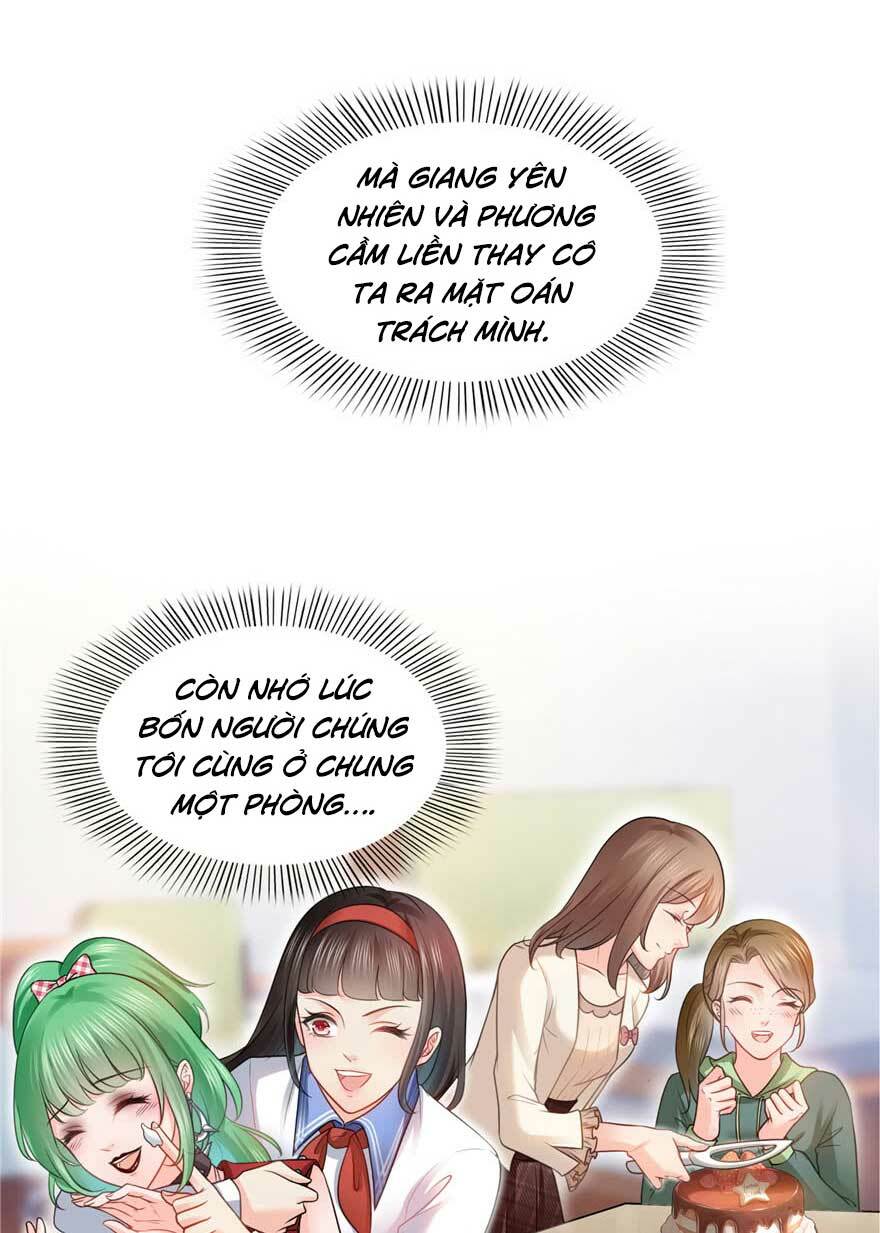 MÀ GIANG YÊN
NHIÊN VÀ PHƯƠNG
CẦM LIỀN THAY CÔ
TA RA MẶT OÁN
TRÁCH MÌNH.
CÒN NHỚ LÚC
BỐN NGƯỜI CHÚNG
TÔI CÙNG Ở CHUNG
MỘT PHÒNG....